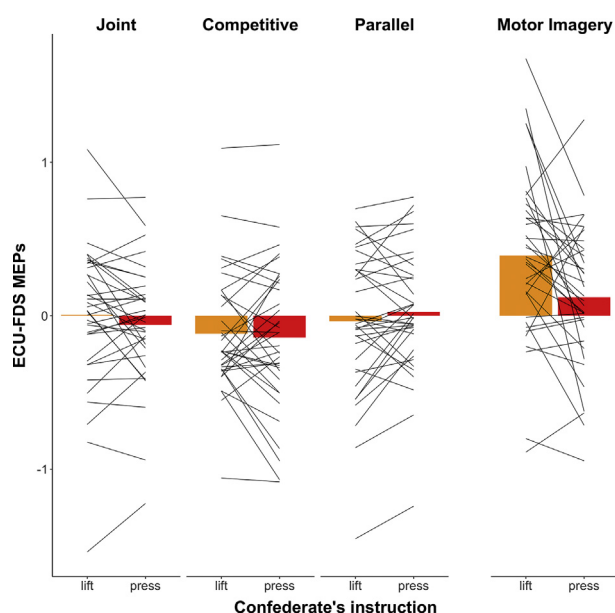 Joint Competitive Parallel Motor Imagery
ECU-FDS MEPs
1
0
-1
lift press lift press lift press lift press
Confederate's instruction